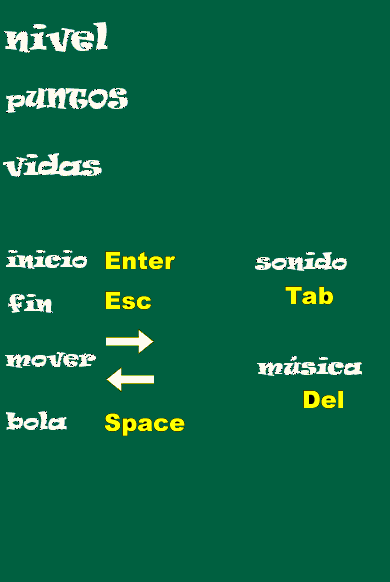 nivel
pUNTOS
vidas
inicio Enter
sonido
fin Esc
Tab
mover
música
Del
bola Space